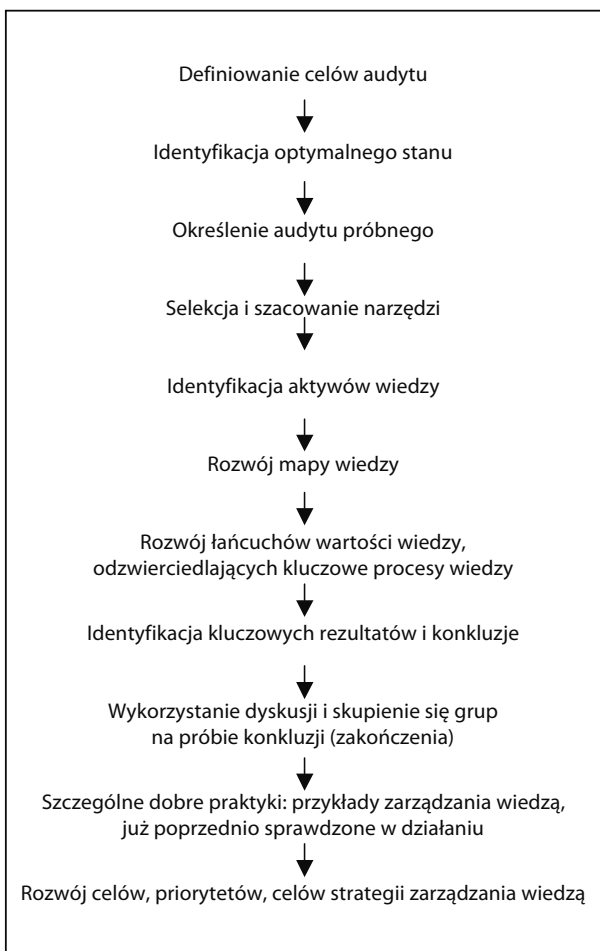 Definiowanie celów audytu
Identyfikacja optymalnego stanu
Określenie audytu próbnego
Selekcja i szacowanie narzędzi
Identyfikacja aktywów wiedzy
Rozwój mapy wiedzy
Rozwój łańcuchów wartości wiedzy,
odzwierciedlających kluczowe procesy wiedzy
Identyfikacja kluczowych rezultatów i konkluzje
Wykorzystanie dyskusji i skupienie się grup
na próbie konkluzji (zakończenia)
Szczególne dobre praktyki: przykłady zarządzania wiedzą,
już poprzednio sprawdzone w działaniu
Rozwój celów, priorytetów, celów strategii zarządzania wiedzą